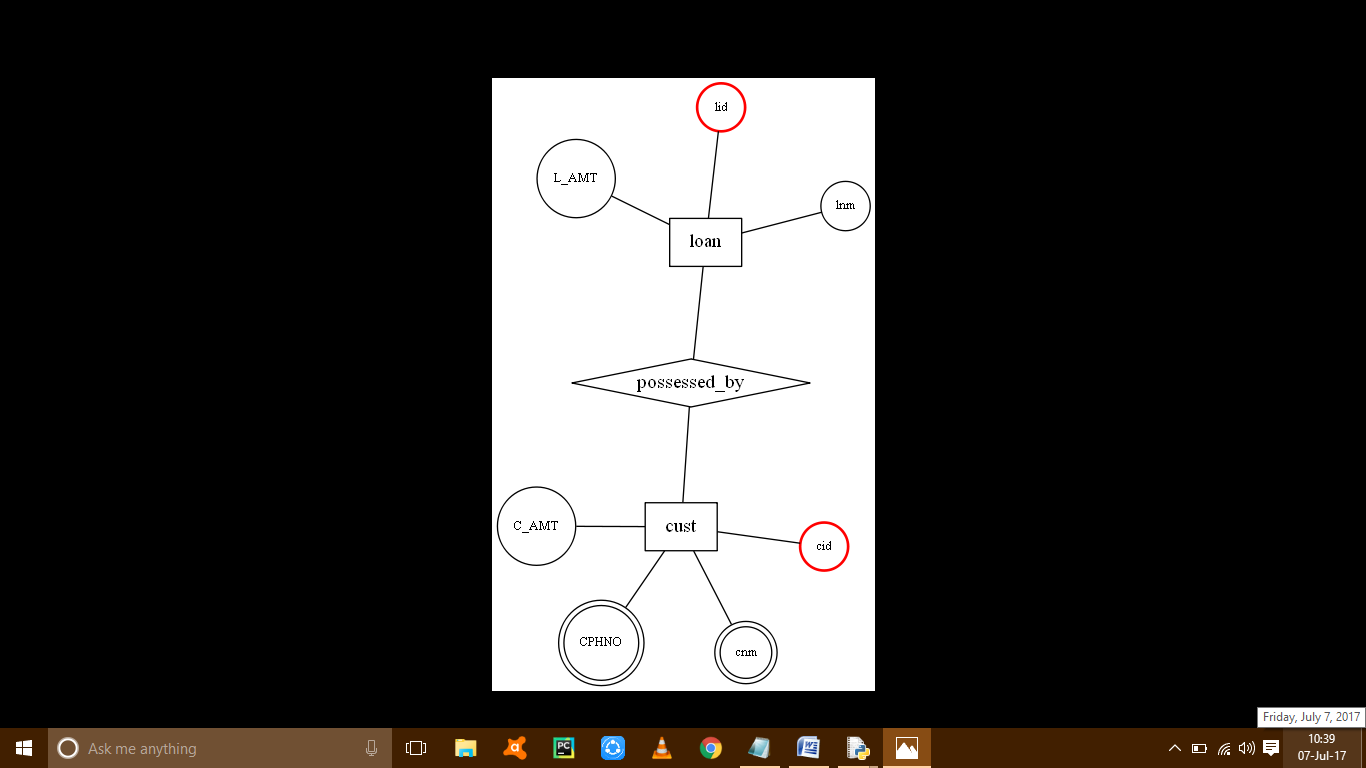 lid
L_AMT
lnm
loan
possessed_by
C_AMT
cust
cid
CPHNO
cnm
Friday, July 7, 2017
Ask me anything
PC
W
10:39
07-Jul-17